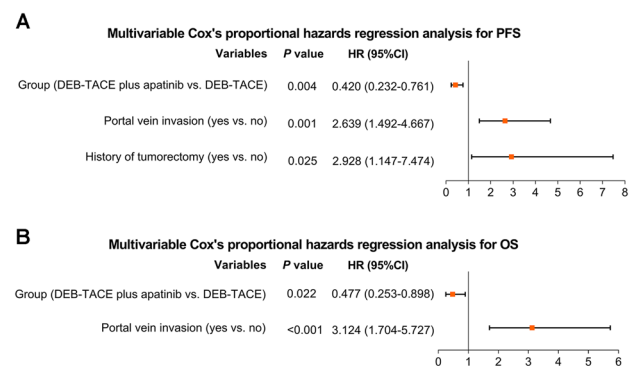 A
Multivariable Cox's proportional hazards regression analysis for PFS
Variables P value HR (95%CI)
Group (DEB-TACE plus apatinib vs. DEB-TACE) 0.004 0.420 (0.232-0.761)
Portal vein invasion (yes vs. no) 0.001 2.639 (1.492-4.667)
History of tumorectomy (yes vs. no) 0.025 2.928 (1.147-7.474)
0 1 2 3 4 5 6 7 8
B
Multivariable Cox's proportional hazards regression analysis for OS
Variables P value HR (95%CI)
Group (DEB-TACE plus apatinib vs. DEB-TACE) 0.022 0.477 (0.253-0.898)
Portal vein invasion (yes vs. no) <0.001 3.124 (1.704-5.727)
0 1 2 3 4 5 6